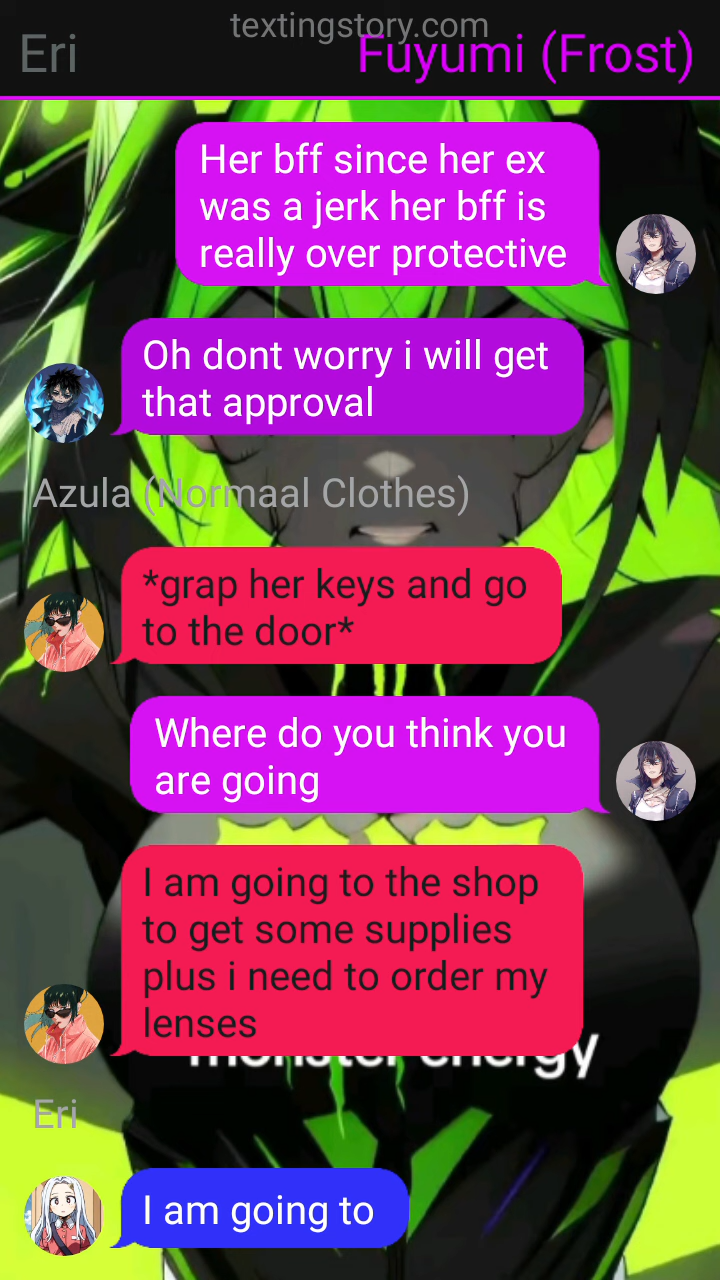 textingstory.com
Eri
Fuyumi (Frost)
Her bff since her ex
was a jerk her bff is
really over protective
Oh dont worry i will get
that approval
Azula (Normaal Clothes)
*grap her keys and go
to the door*
Where do you think you
are going
I am going to the shop
to get some supplies
plus i need to order my
lenses
monster energy
Eri
I am going to